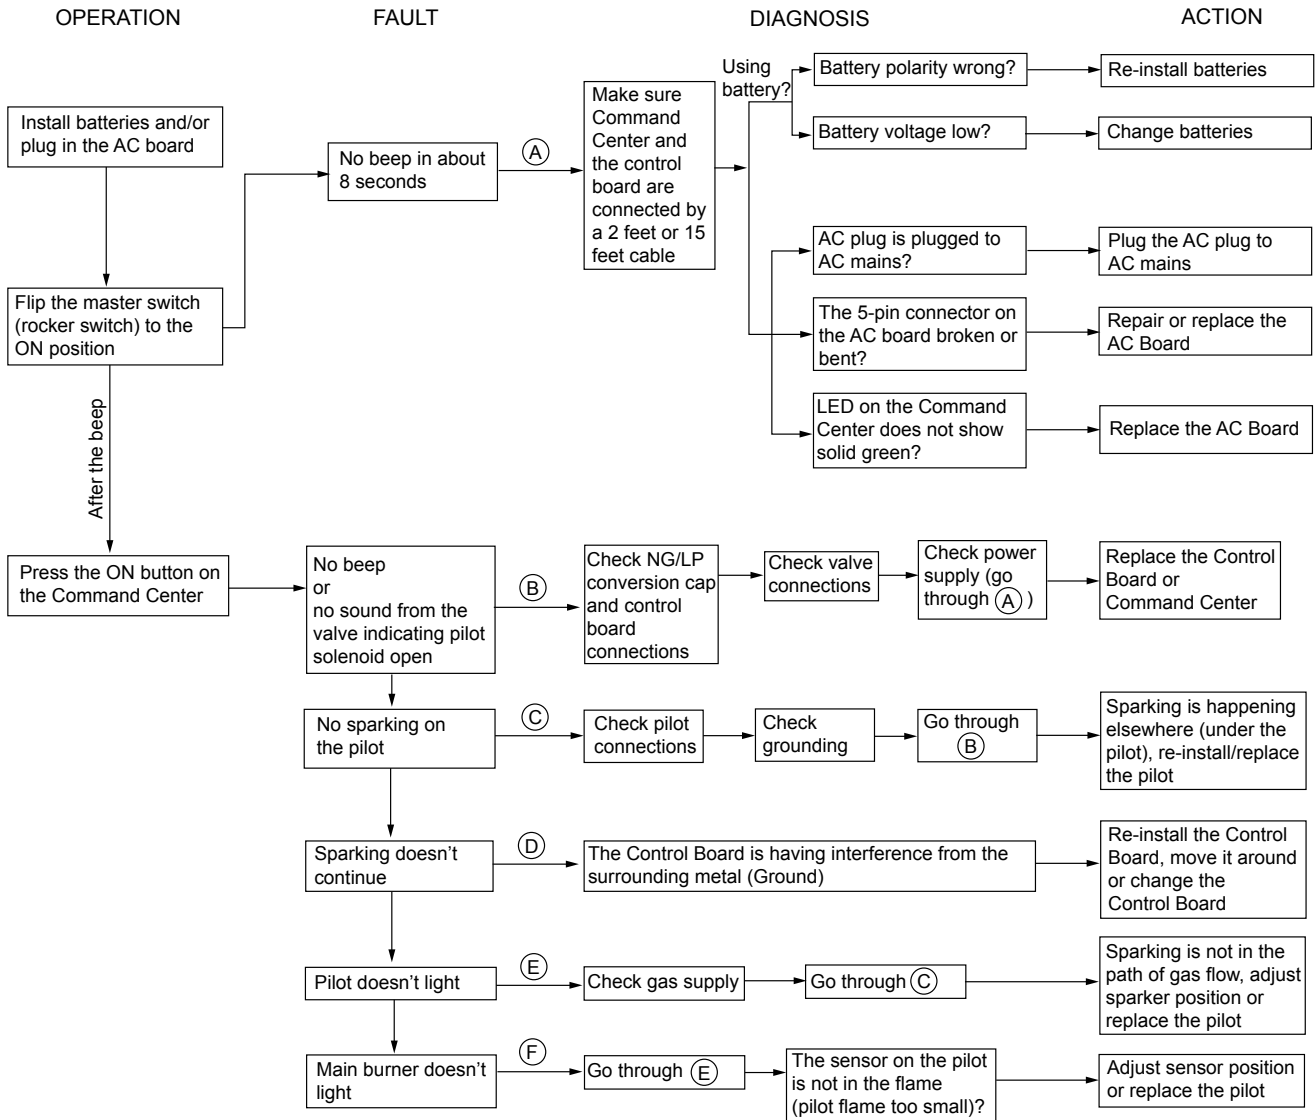 OPERATION
FAULT
DIAGNOSIS
ACTION
Install batteries and/or
plug in the AC board
Flip the master switch
(rocker switch) to the
ON position
After the beep
Press the ON button on
the Command Center
No beep in about
8 seconds
A
Make sure
Command
Center and
the control
board are
connected by
a 2 feet or 15
feet cable
Using
battery?
Battery polarity wrong?
Re-install batteries
Battery voltage low?
Change batteries
AC plug is plugged to
AC mains?
Plug the AC plug to
AC mains
The 5-pin connector on
the AC board broken or
bent?
Repair or replace the
AC Board
LED on the Command
Center does not show
solid green?
Replace the AC Board
No beep
or
no sound from the
valve indicating pilot
solenoid open
B
Check NG/LP
conversion cap
and control
board
connections
Check valve
connections
Check power
supply (go
through A )
Replace the Control
Board or
Command Center
No sparking on
the pilot
C
Check pilot
connections
Check
grounding
Go through
B
Sparking is happening
elsewhere (under the
pilot), re-install/replace
the pilot
Sparking doesn't
continue
D
The Control Board is having interference from the
surrounding metal (Ground)
Re-install the Control
Board, move it around
or change the
Control Board
Pilot doesn't light
E
Check gas supply
Go through C
Sparking is not in the
path of gas flow, adjust
sparker position or
replace the pilot
Main burner doesn't
light
F
Go through E
The sensor on the pilot
is not in the flame
(pilot flame too small)?
Adjust sensor position
or replace the pilot